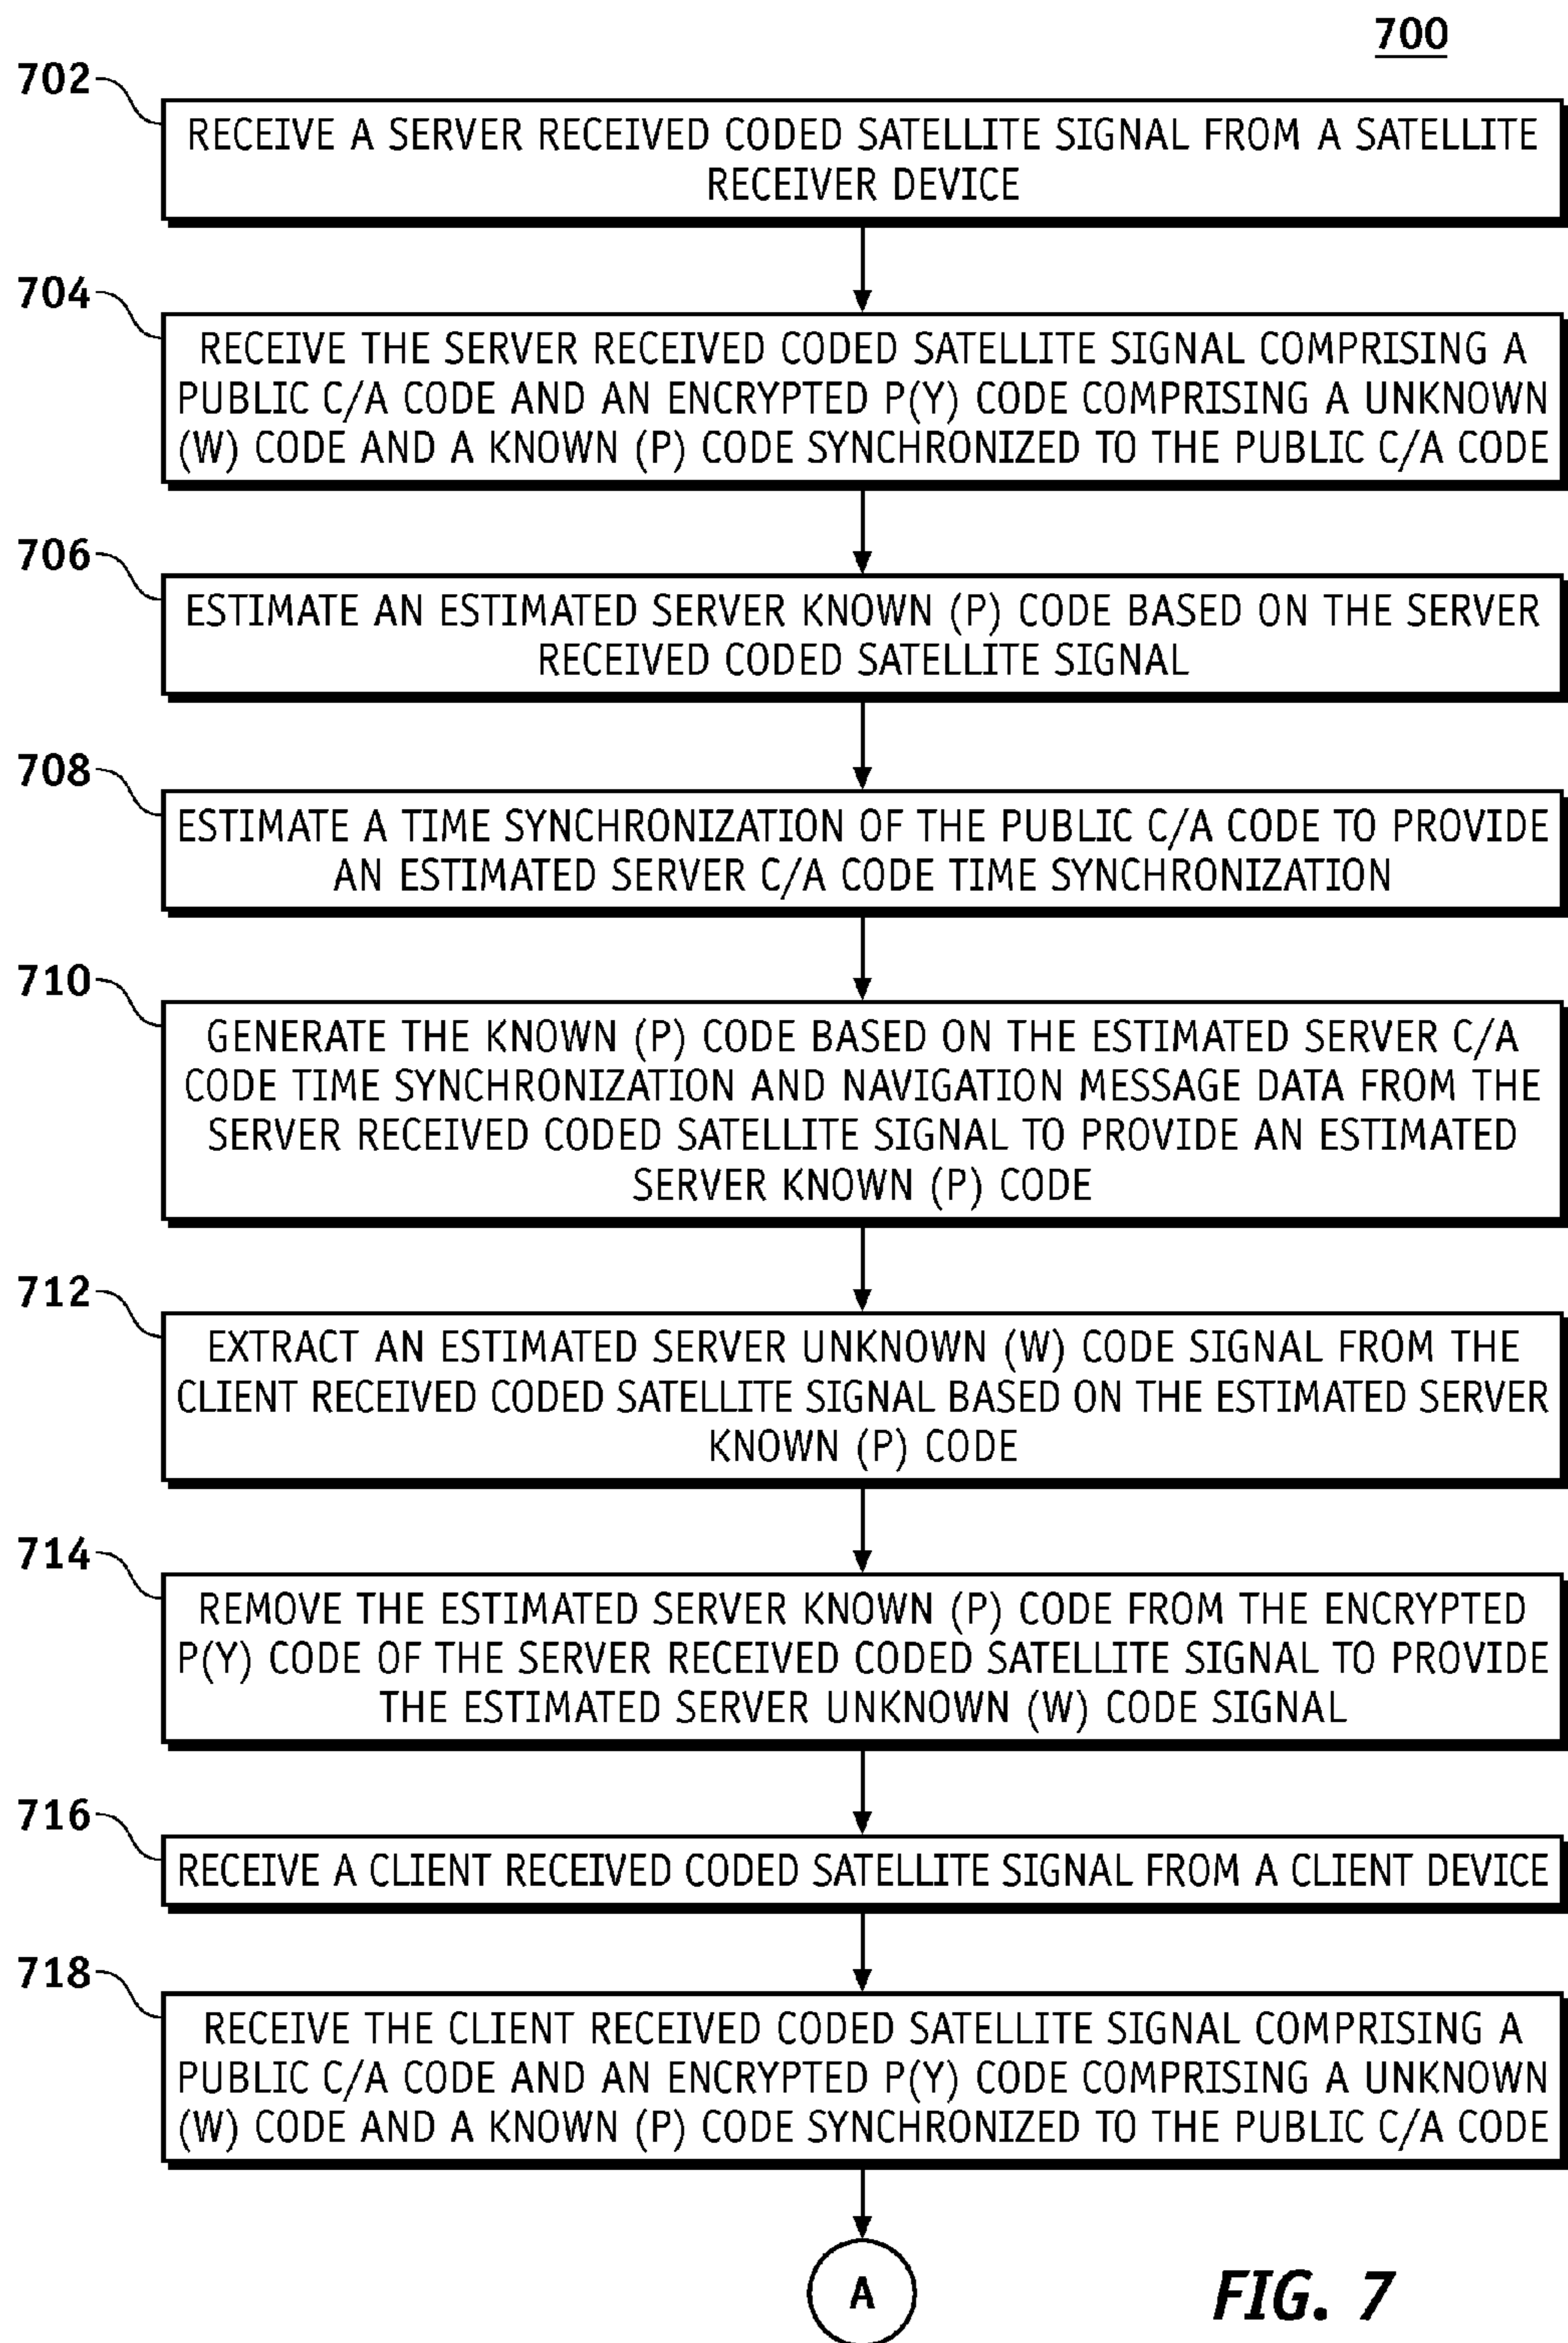 700
702
RECEIVE A SERVER RECEIVED CODED SATELLITE SIGNAL FROM A SATELLITE
RECEIVER DEVICE
704
RECEIVE THE SERVER RECEIVED CODED SATELLITE SIGNAL COMPRISING A
PUBLIC C/A CODE AND AN ENCRYPTED P(Y) CODE COMPRISING A UNKNOWN
(W) CODE AND A KNOWN (P) CODE SYNCHRONIZED TO THE PUBLIC C/A CODE
706
ESTIMATE AN ESTIMATED SERVER KNOWN (P) CODE BASED ON THE SERVER
RECEIVED CODED SATELLITE SIGNAL
708
ESTIMATE A TIME SYNCHRONIZATION OF THE PUBLIC C/A CODE TO PROVIDE
AN ESTIMATED SERVER C/A CODE TIME SYNCHRONIZATION
710
GENERATE THE KNOWN (P) CODE BASED ON THE ESTIMATED SERVER C/A
CODE TIME SYNCHRONIZATION AND NAVIGATION MESSAGE DATA FROM THE
SERVER RECEIVED CODED SATELLITE SIGNAL TO PROVIDE AN ESTIMATED
SERVER KNOWN (P) CODE
712
EXTRACT AN ESTIMATED SERVER UNKNOWN (W) CODE SIGNAL FROM THE
CLIENT RECEIVED CODED SATELLITE SIGNAL BASED ON THE ESTIMATED SERVER
KNOWN (P) CODE
714
REMOVE THE ESTIMATED SERVER KNOWN (P) CODE FROM THE ENCRYPTED
P(Y) CODE OF THE SERVER RECEIVED CODED SATELLITE SIGNAL TO PROVIDE
THE ESTIMATED SERVER UNKNOWN (W) CODE SIGNAL
716
RECEIVE A CLIENT RECEIVED CODED SATELLITE SIGNAL FROM A CLIENT DEVICE
718
RECEIVE THE CLIENT RECEIVED CODED SATELLITE SIGNAL COMPRISING A
PUBLIC C/A CODE AND AN ENCRYPTED P(Y) CODE COMPRISING A UNKNOWN
(W) CODE AND A KNOWN (P) CODE SYNCHRONIZED TO THE PUBLIC C/A CODE
A
FIG. 7